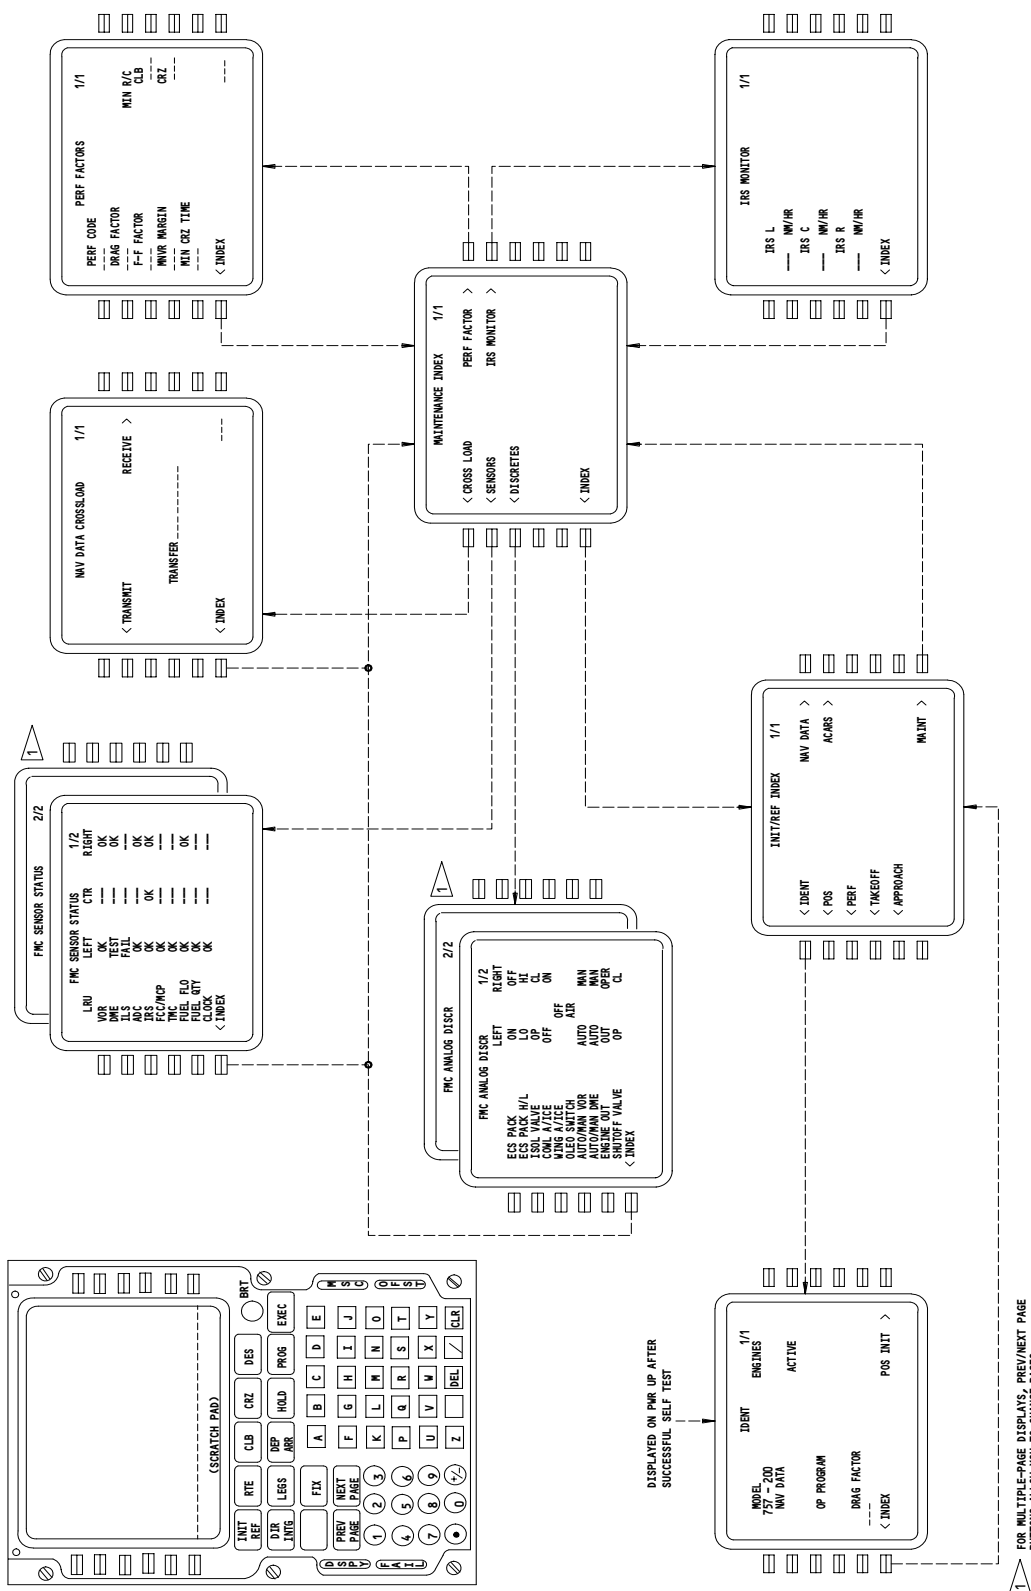 (SCRATCH PAD)
BRT
INIT REF
RTE
CLB
CRZ
DES
DIR INTG
LEGS
DEP ARR
HOLD
PROG
EXEC
FIX
PREV PAGE
NEXT PAGE
A B C D E
F G H I J
K L M N O
P Q R S T
U V W X Y
Z DEL / CLR
1 2 3
4 5 6
7 8 9
0 +/-
DSPY
FAIL
MSG
OFST
DISPLAYED ON PWR UP AFTER
SUCCESSFUL SELF TEST
IDENT 1/1
MODEL ENGINES
757 - 200
NAV DATA ACTIVE
OP PROGRAM
DRAG FACTOR
---
< INDEX POS INIT >
FMC SENSOR STATUS 2/2
1
FMC SENSOR STATUS 1/2
LRU LEFT CTR RIGHT
VOR OK --- OK
DME TEST --- OK
ILS FAIL --- ---
ADC OK --- OK
IRS OK OK OK
FCC/MCP OK --- ---
TMC OK --- ---
FUEL FLO OK --- OK
FUEL QTY OK --- ---
CLOCK OK --- ---
< INDEX
FMC ANALOG DISCR 2/2
1
FMC ANALOG DISCR 1/2
LEFT RIGHT
ECS PACK ON OFF
ECS PACK H/L LO HI
ISOL VALVE OP CL
COWL A/ICE OFF ON
WING A/ICE OFF
OLEO SWITCH AIR
AUTO/MAN VOR AUTO MAN
AUTO/MAN DME AUTO MAN
ENGINE OUT OUT OPER
SHUTOFF VALVE OP CL
< INDEX
NAV DATA CROSSLOAD 1/1
< TRANSMIT RECEIVE >
TRANSFER
< INDEX ---
INIT/REF INDEX 1/1
< IDENT NAV DATA >
< POS ACARS >
< PERF
< TAKEOFF
< APPROACH
MAINT >
MAINTENANCE INDEX 1/1
< CROSS LOAD PERF FACTOR >
< SENSORS IRS MONITOR >
< DISCRETES
< INDEX
PERF FACTORS 1/1
PERF CODE
DRAG FACTOR MIN R/C
CLB
F-F FACTOR
MNVR MARGIN CRZ
MIN CRZ TIME
< INDEX
IRS MONITOR 1/1
IRS L
--- NM/HR
IRS C
--- NM/HR
IRS R
--- NM/HR
< INDEX
1 FOR MULTIPLE-PAGE DISPLAYS, PREV/NEXT PAGE